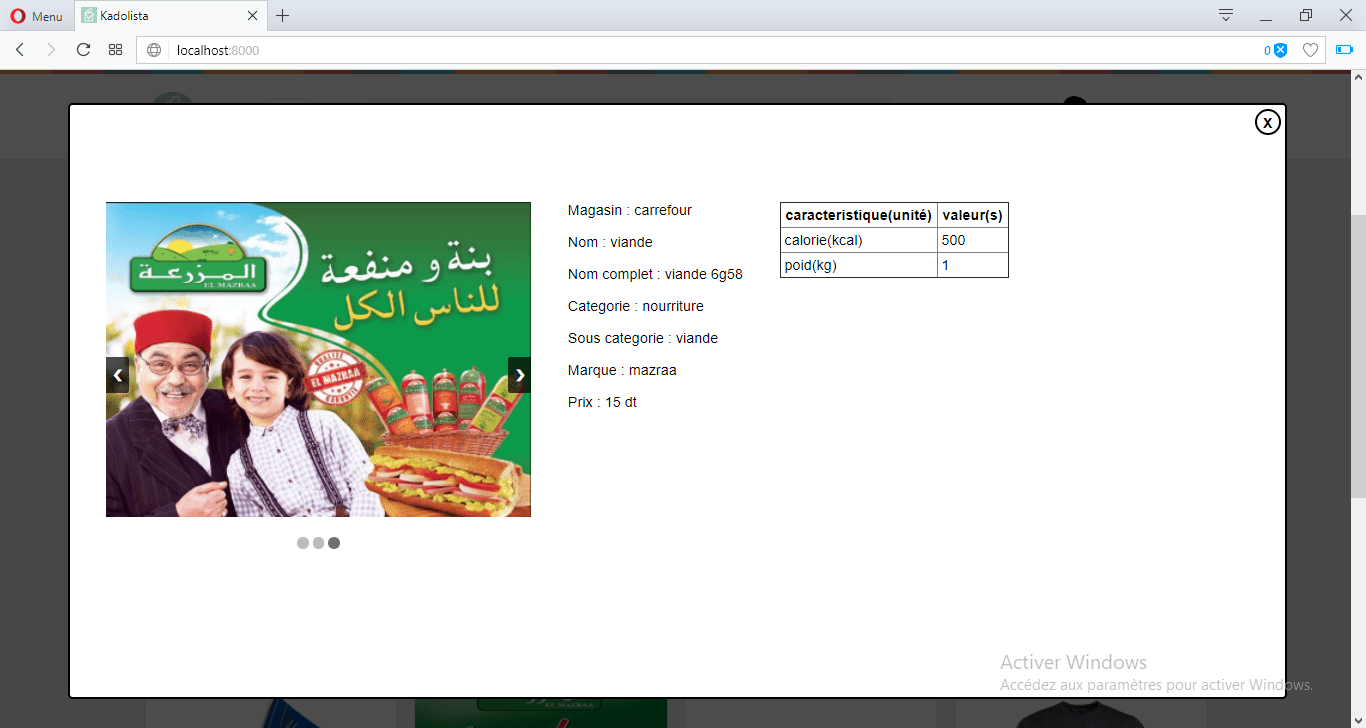 Menu
Kadolista
localhost:8000
0
X
المزرعة
EL MAZRAA
بنة و منفعة
للناس الكل
EL MAZRAA
Magasin : carrefour
Nom : viande
Nom complet : viande 6g58
Categorie : nourriture
Sous categorie : viande
Marque : mazraa
Prix : 15 dt
caracteristique(unité) valeur(s)
calorie(kcal) 500
poid(kg) 1
Activer Windows
Accédez aux paramètres pour activer Windows.
EL MAZRAA